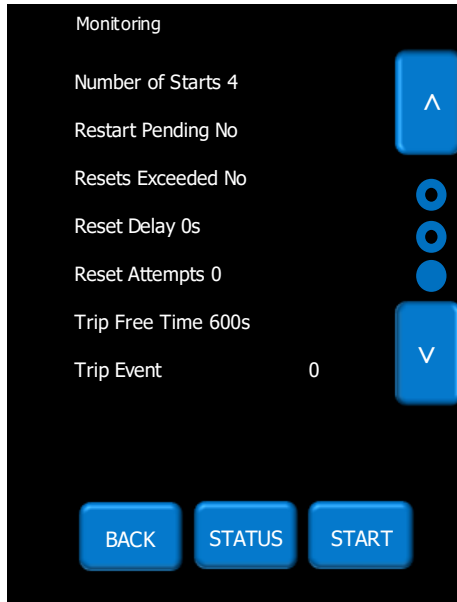 Monitoring
Number of Starts 4
Restart Pending No
Resets Exceeded No
Reset Delay 0s
Reset Attempts 0
Trip Free Time 600s
Trip Event 0
BACK STATUS START